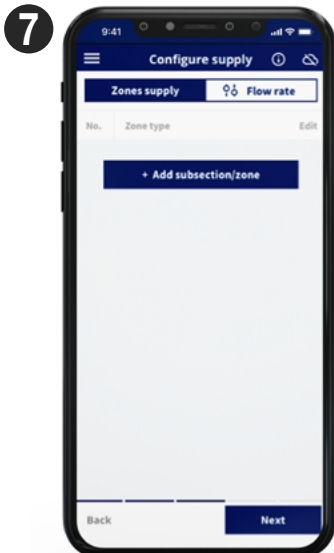 7
9:41
Configure supply
Zones supply
Flow rate
No. Zone type Edit
+ Add subsection/zone
Back Next